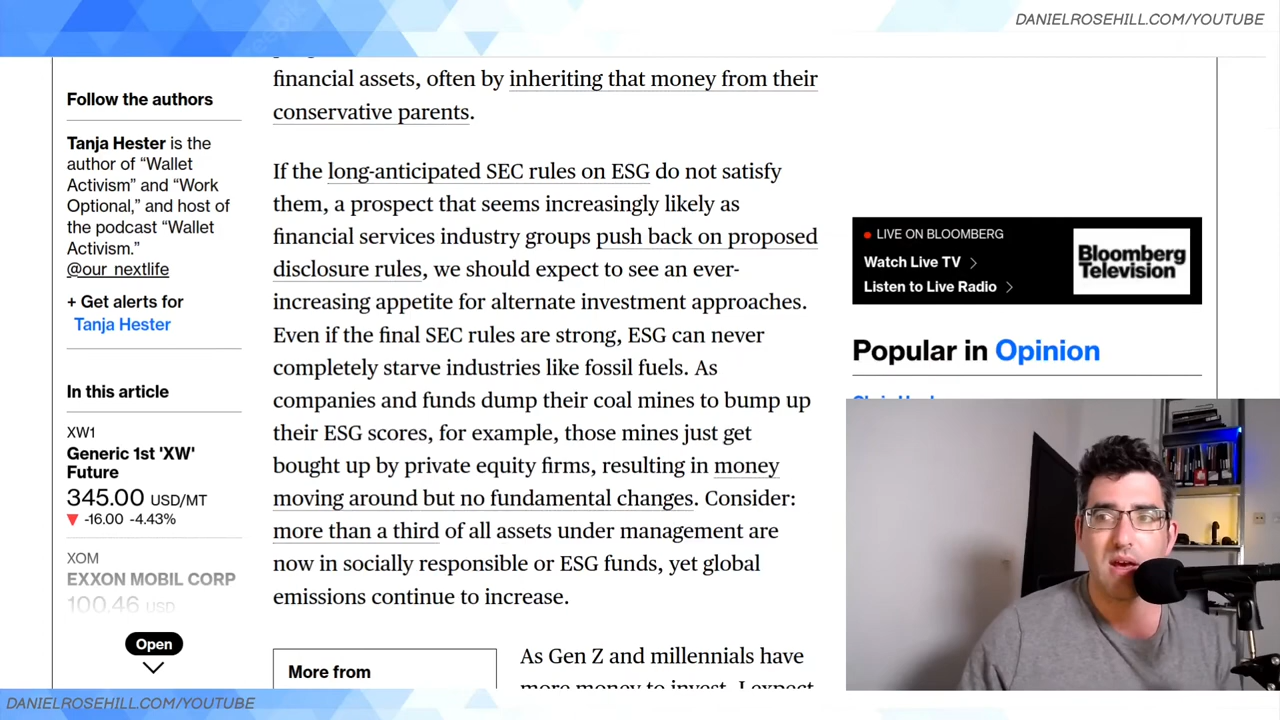 DANIELROSEHILL.COM/YOUTUBE
Follow the authors
Tanja Hester is the
author of “Wallet
Activism” and “Work
Optional,” and host of
the podcast “Wallet
Activism.”
@our_nextlife
+ Get alerts for
Tanja Hester
In this article
XW1
Generic 1st 'XW'
Future
345.00 USD/MT
▼ -16.00 -4.43%
XOM
EXXON MOBIL CORP
100.46 USD
Open
financial assets, often by inheriting that money from their
conservative parents.
If the long-anticipated SEC rules on ESG do not satisfy
them, a prospect that seems increasingly likely as
financial services industry groups push back on proposed
disclosure rules, we should expect to see an ever-
increasing appetite for alternate investment approaches.
Even if the final SEC rules are strong, ESG can never
completely starve industries like fossil fuels. As
companies and funds dump their coal mines to bump up
their ESG scores, for example, those mines just get
bought up by private equity firms, resulting in money
moving around but no fundamental changes. Consider:
more than a third of all assets under management are
now in socially responsible or ESG funds, yet global
emissions continue to increase.
More from
As Gen Z and millennials have
more money to invest, I expect
LIVE ON BLOOMBERG
Watch Live TV
Listen to Live Radio
Bloomberg
Television
Popular in Opinion
DANIELROSEHILL.COM/YOUTUBE